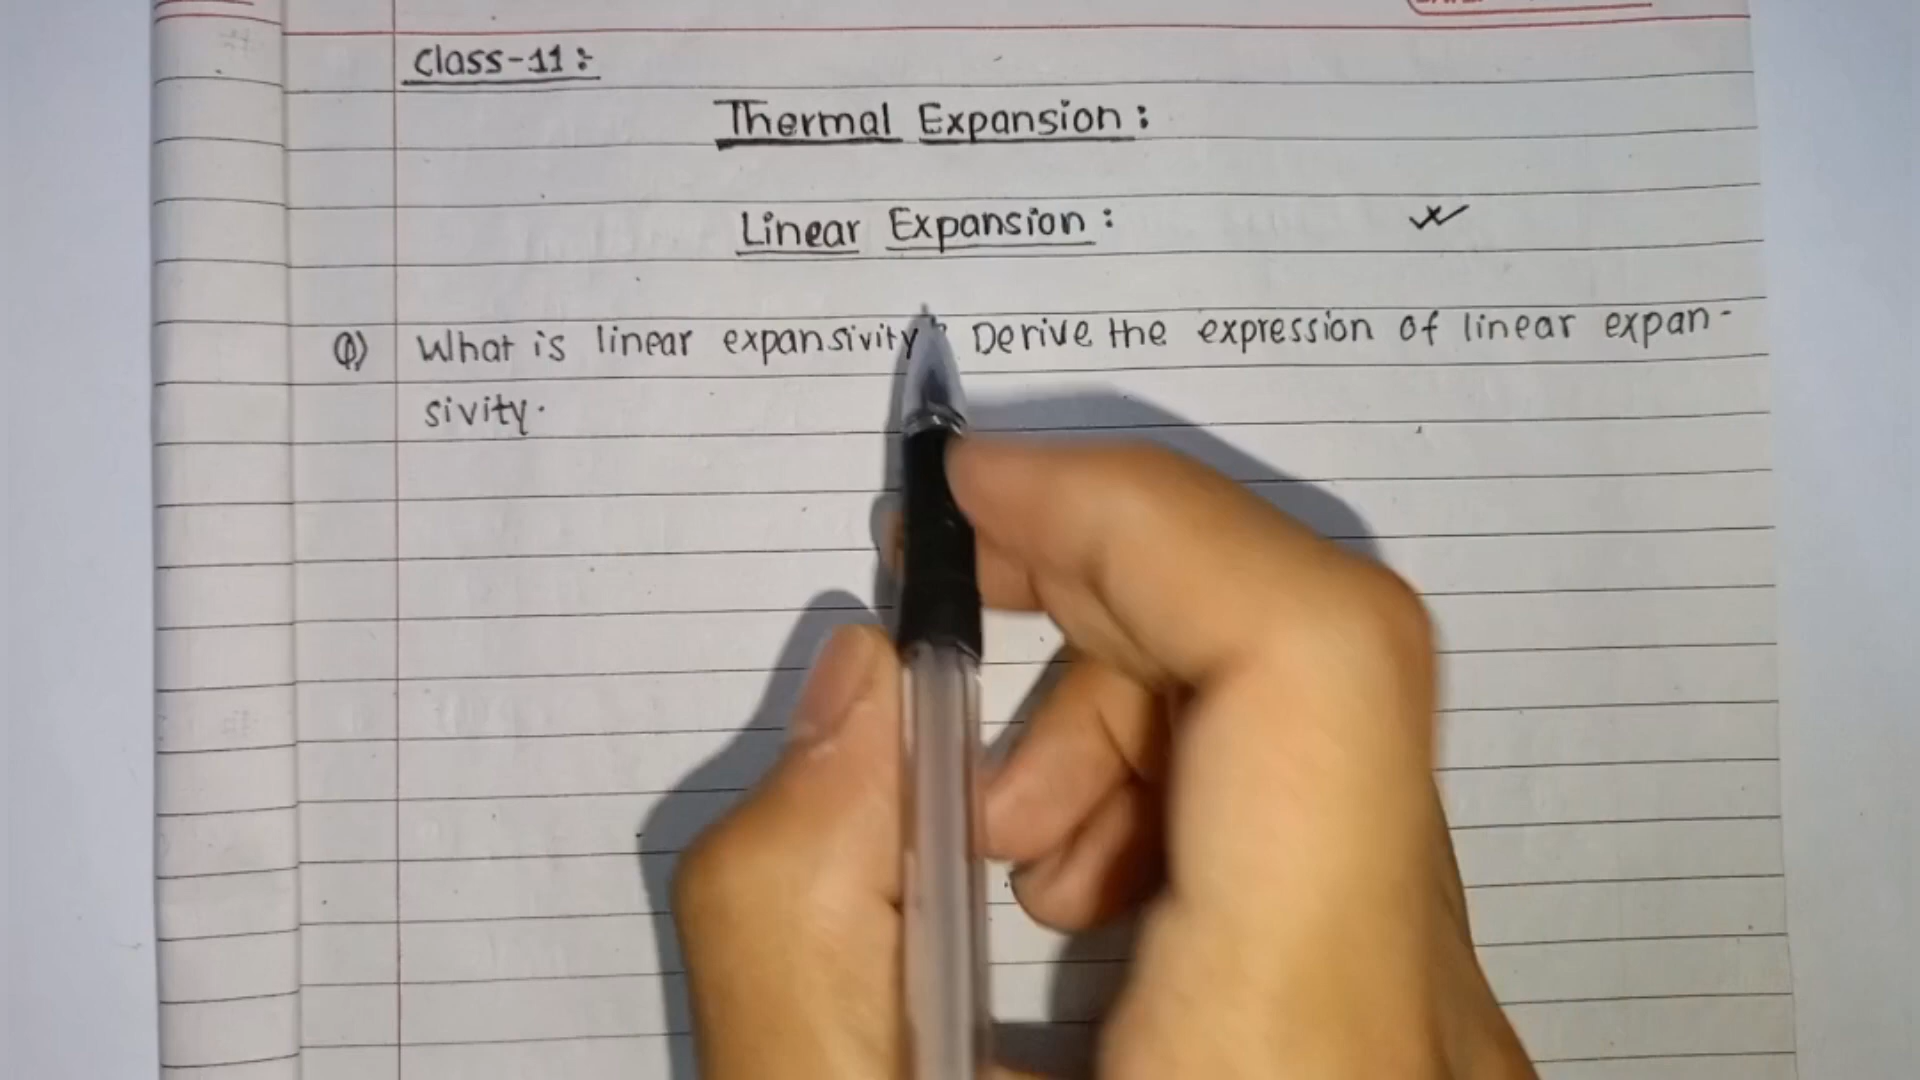 Class-11:
Thermal Expansion:
Linear Expansion:
Q) What is linear expansivity? Derive the expression of linear expan-
sivity.